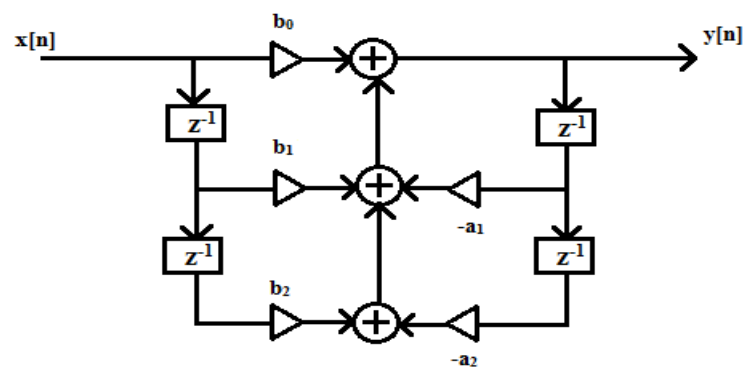 b₀
x[n] y[n]
z⁻¹ z⁻¹
b₁
-a₁
z⁻¹ z⁻¹
b₂
-a₂